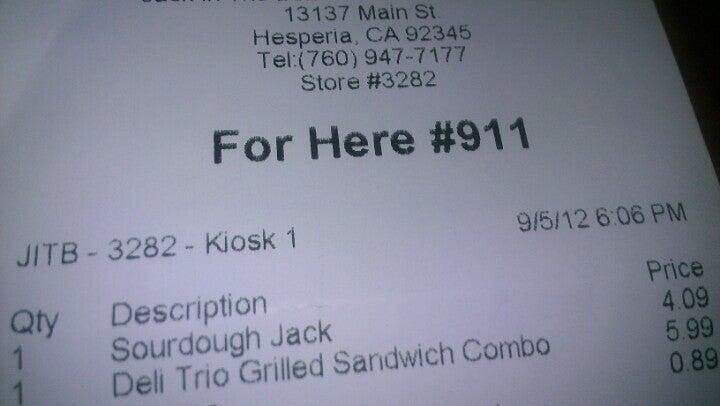 13137 Main St.
Hesperia, CA 92345
Tel:(760) 947-7177
Store #3282
For Here #911
JITB - 3282 - Kiosk 1 9/5/12 6:06 PM
Qty Description Price
1 Sourdough Jack 4.09
1 Deli Trio Grilled Sandwich Combo 5.99
0.89